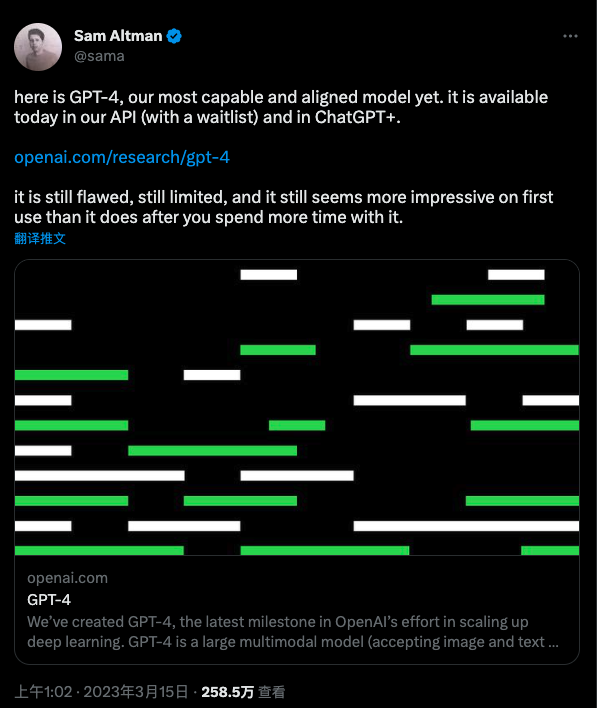 Sam Altman
@sama
here is GPT-4, our most capable and aligned model yet. it is available
today in our API (with a waitlist) and in ChatGPT+.
openai.com/research/gpt-4
it is still flawed, still limited, and it still seems more impressive on first
use than it does after you spend more time with it.
翻译推文
openai.com
GPT-4
We’ve created GPT-4, the latest milestone in OpenAI’s effort in scaling up
deep learning. GPT-4 is a large multimodal model (accepting image and text ...
上午1:02 · 2023年3月15日 · 258.5万 查看